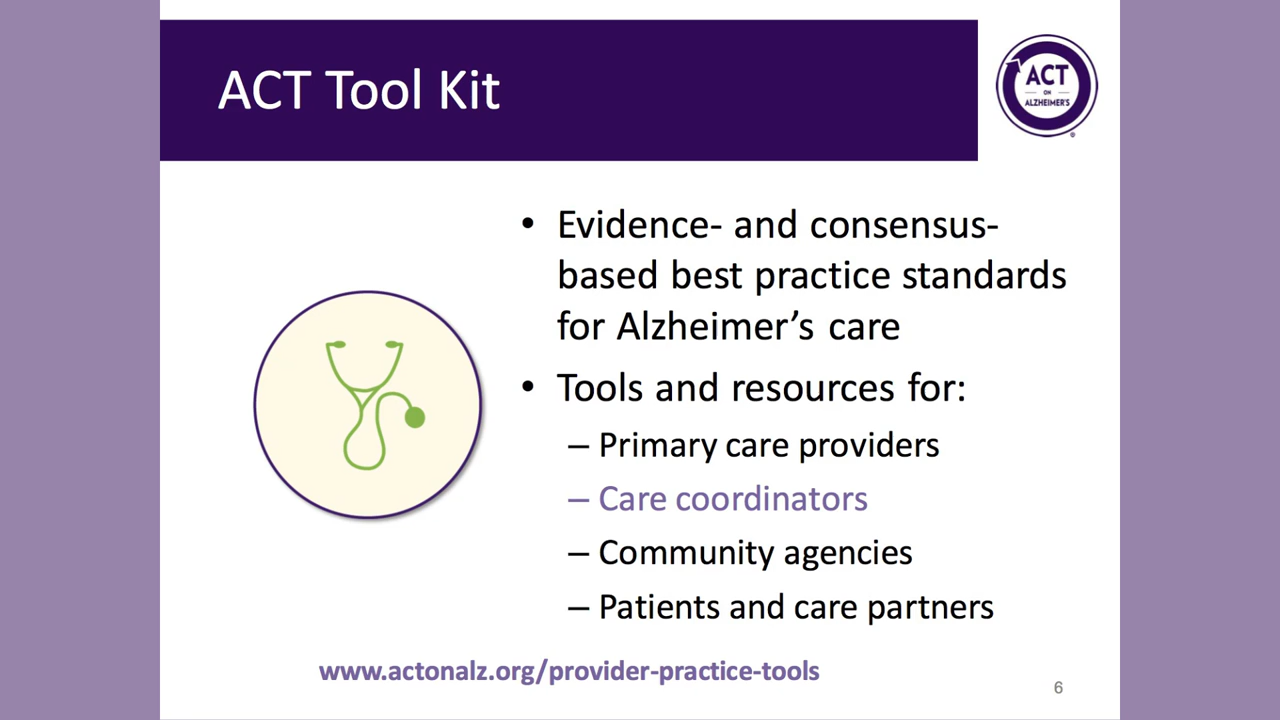 ACT Tool Kit
ACT
ON
ALZHEIMER'S
®
• Evidence- and consensus-
based best practice standards
for Alzheimer’s care
• Tools and resources for:
– Primary care providers
– Care coordinators
– Community agencies
– Patients and care partners
www.actonalz.org/provider-practice-tools
6